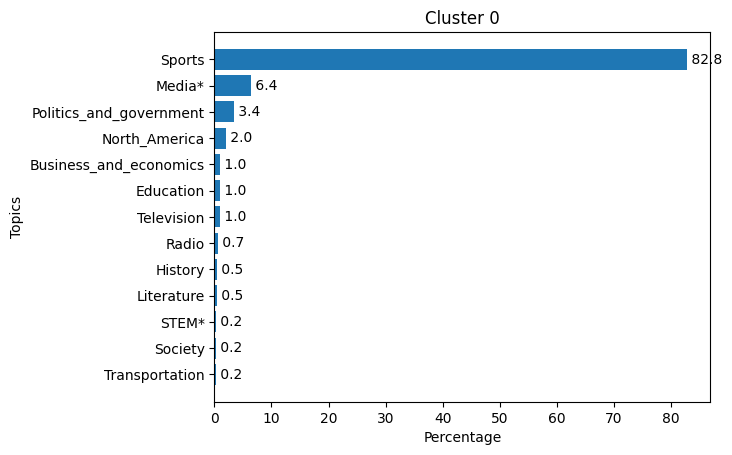 Cluster 0
Topics
Sports 82.8
Media* 6.4
Politics_and_government 3.4
North_America 2.0
Business_and_economics 1.0
Education 1.0
Television 1.0
Radio 0.7
History 0.5
Literature 0.5
STEM* 0.2
Society 0.2
Transportation 0.2
0 10 20 30 40 50 60 70 80
Percentage